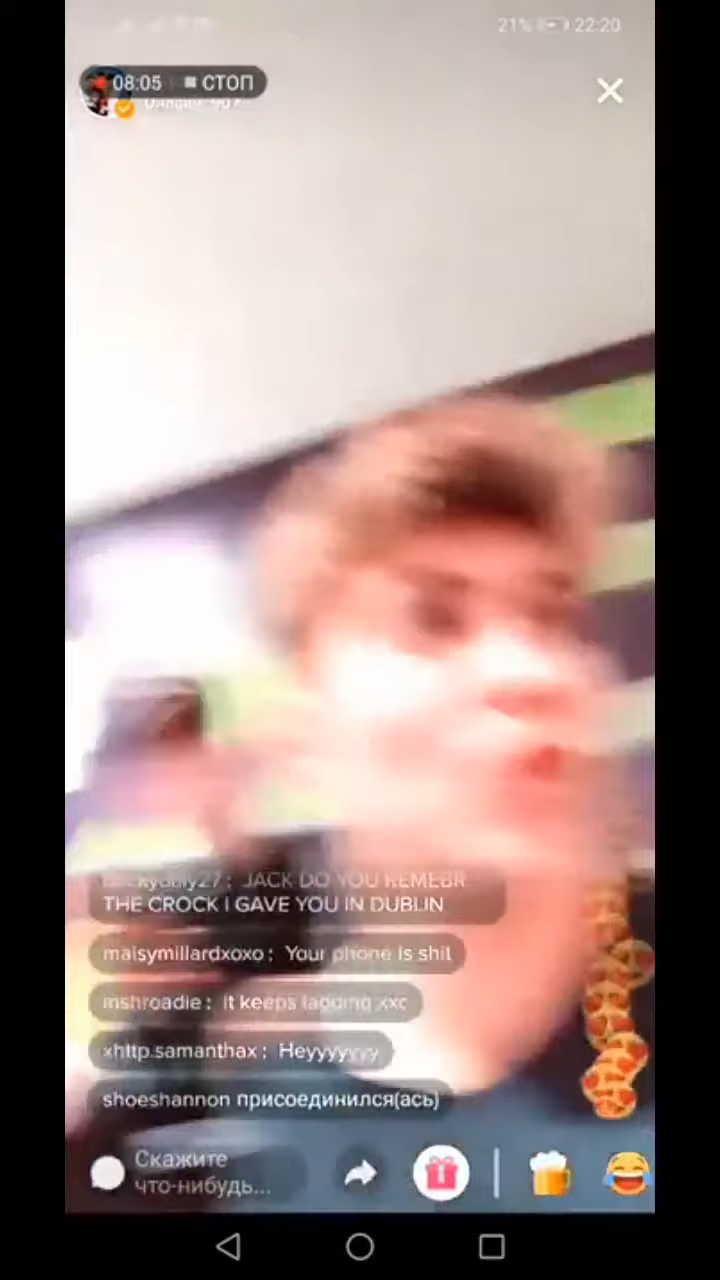 21% 22:20
08:05 СТОП
JACK DO YOU REMEBR
THE CROCK I GAVE YOU IN DUBLIN
maisymillardxoxo : Your phone is shit
mshroadie : It keeps lagging xxc
xhttp.samanthax : Heyyyyyyy
shoeshannon присоединился(ась)
Скажите
что-нибудь...